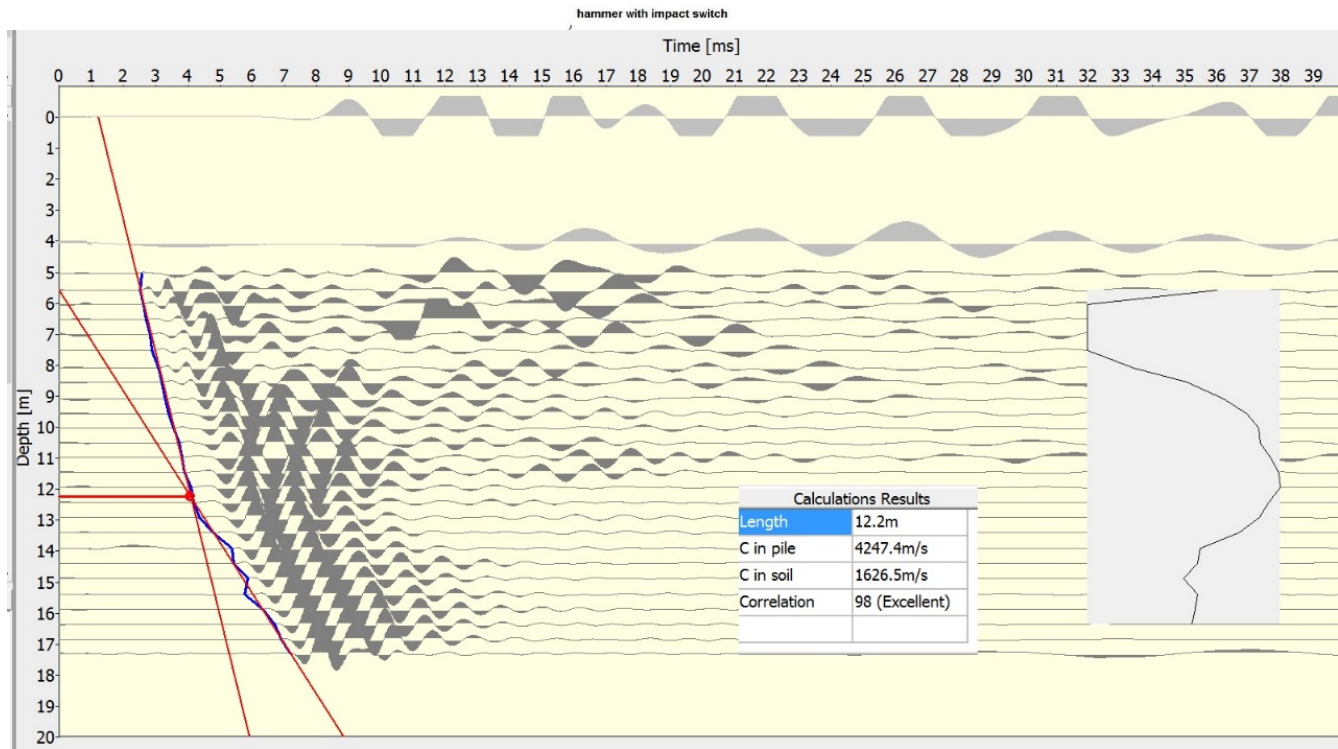 hammer with impact switch
Time [ms]
0 1 2 3 4 5 6 7 8 9 10 11 12 13 14 15 16 17 18 19 20 21 22 23 24 25 26 27 28 29 30 31 32 33 34 35 36 37 38 39
Depth [m]
0
1
2
3
4
5
6
7
8
9
10
11
12
13
14
15
16
17
18
19
20
Calculations Results
Length 12.2m
C in pile 4247.4m/s
C in soil 1626.5m/s
Correlation 98 (Excellent)